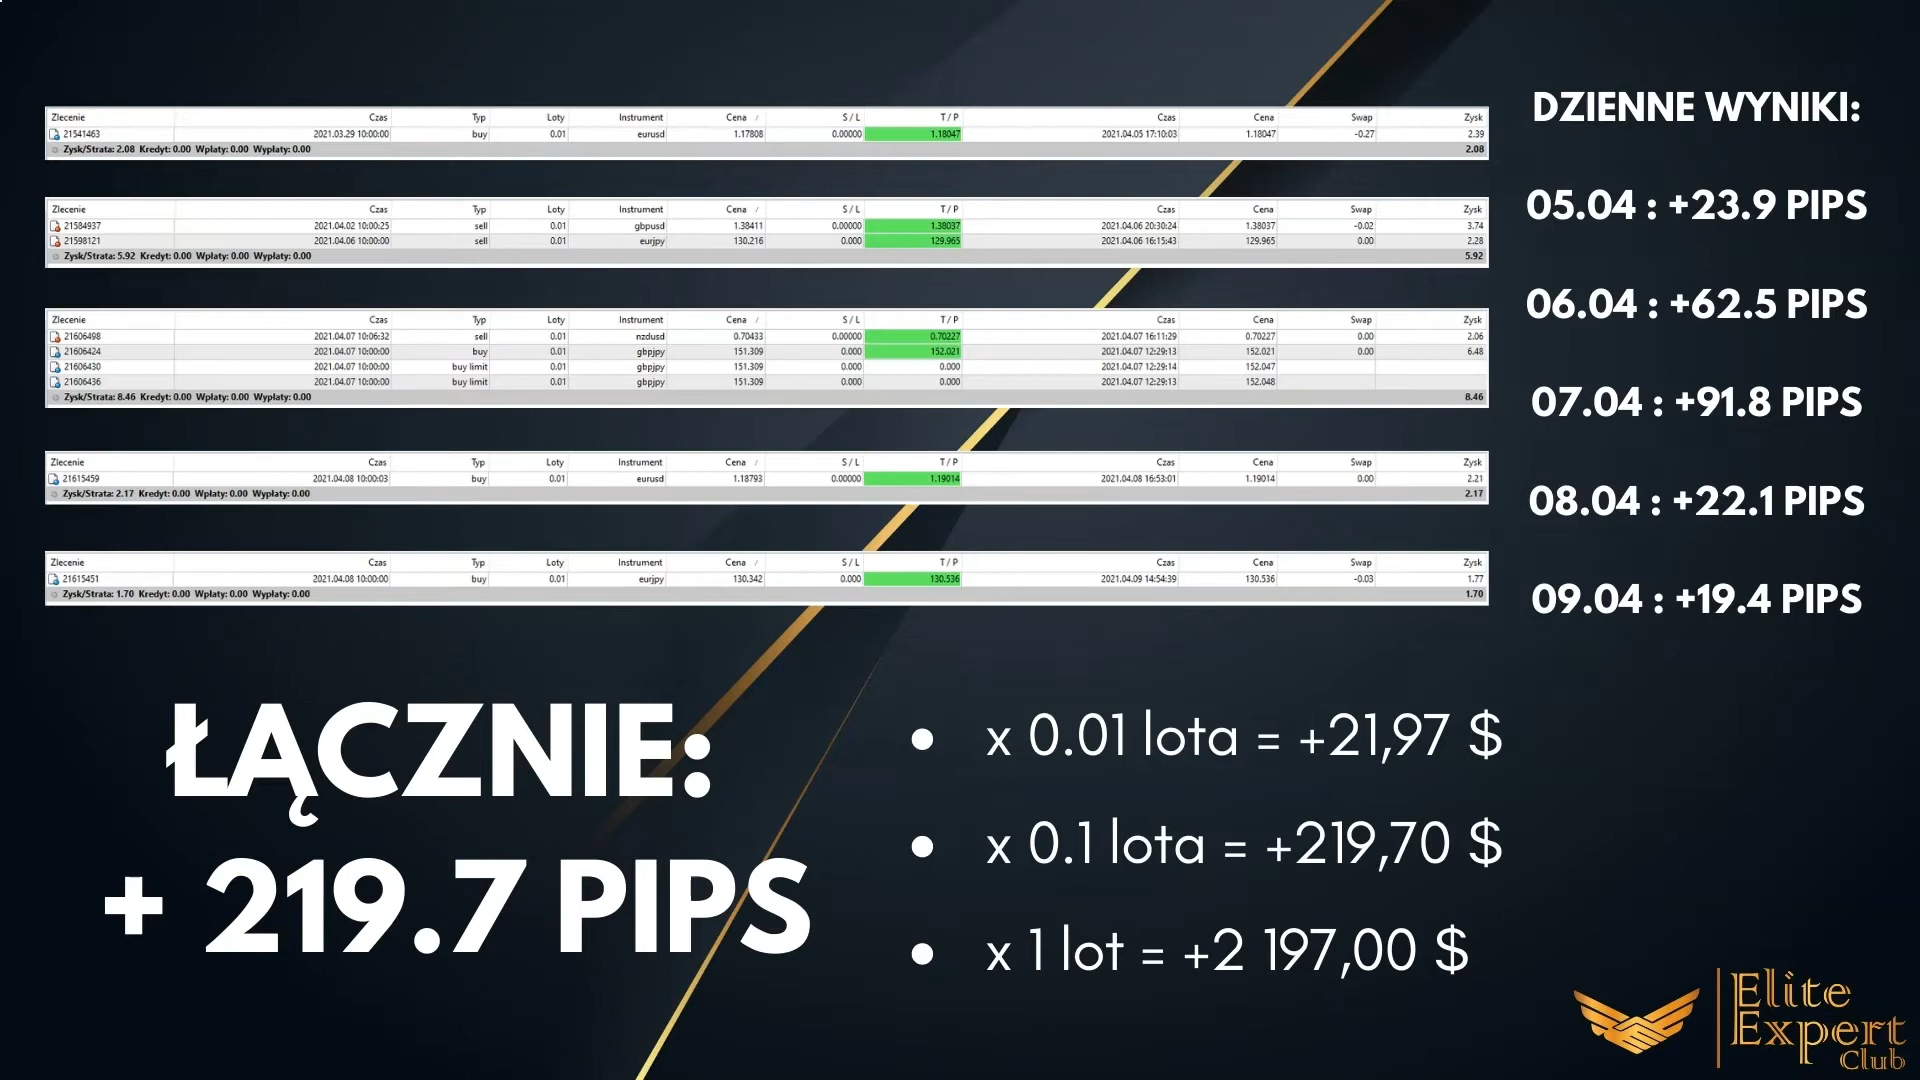 Zlecenie Czas Typ Loty Instrument Cena / S / L T / P Czas Cena Swap Zysk
21541463 2021.03.29 10:00:00 buy 0.01 eurusd 1.17808 0.00000 1.18047 2021.04.05 17:10:03 1.18047 -0.27 2.39
Zysk/Strata: 2.08 Kredyt: 0.00 Wpłaty: 0.00 Wypłaty: 0.00 2.08
Zlecenie Czas Typ Loty Instrument Cena / S / L T / P Czas Cena Swap Zysk
21584937 2021.04.02 10:00:25 sell 0.01 gbpusd 1.38411 0.00000 1.38037 2021.04.06 20:30:24 1.38037 -0.02 3.74
21598121 2021.04.06 10:00:00 sell 0.01 eurjpy 130.216 0.000 129.965 2021.04.06 16:15:43 129.965 0.00 2.28
Zysk/Strata: 5.92 Kredyt: 0.00 Wpłaty: 0.00 Wypłaty: 0.00 5.92
Zlecenie Czas Typ Loty Instrument Cena / S / L T / P Czas Cena Swap Zysk
21606498 2021.04.07 10:06:32 sell 0.01 nzdusd 0.70433 0.00000 0.70227 2021.04.07 16:11:29 0.70227 0.00 2.06
21606424 2021.04.07 10:00:00 buy 0.01 gbpjpy 151.309 0.000 152.021 2021.04.07 12:29:13 152.021 0.00 6.48
21606430 2021.04.07 10:00:00 buy limit 0.01 gbpjpy 151.309 0.000 0.000 2021.04.07 12:29:14 152.047
21606436 2021.04.07 10:00:00 buy limit 0.01 gbpjpy 151.309 0.000 0.000 2021.04.07 12:29:13 152.048
Zysk/Strata: 8.46 Kredyt: 0.00 Wpłaty: 0.00 Wypłaty: 0.00 8.46
Zlecenie Czas Typ Loty Instrument Cena / S / L T / P Czas Cena Swap Zysk
21615459 2021.04.08 10:00:03 buy 0.01 eurusd 1.18793 0.00000 1.19014 2021.04.08 16:53:01 1.19014 0.00 2.21
Zysk/Strata: 2.17 Kredyt: 0.00 Wpłaty: 0.00 Wypłaty: 0.00 2.17
Zlecenie Czas Typ Loty Instrument Cena / S / L T / P Czas Cena Swap Zysk
21615451 2021.04.08 10:00:00 buy 0.01 eurjpy 130.342 0.000 130.536 2021.04.09 14:54:39 130.536 -0.03 1.77
Zysk/Strata: 1.70 Kredyt: 0.00 Wpłaty: 0.00 Wypłaty: 0.00 1.70
DZIENNE WYNIKI:
05.04 : +23.9 PIPS
06.04 : +62.5 PIPS
07.04 : +91.8 PIPS
08.04 : +22.1 PIPS
09.04 : +19.4 PIPS
ŁĄCZNIE:
+ 219.7 PIPS
• x 0.01 lota = +21,97 $
• x 0.1 lota = +219,70 $
• x 1 lot = +2 197,00 $
Elite
Expert
Club